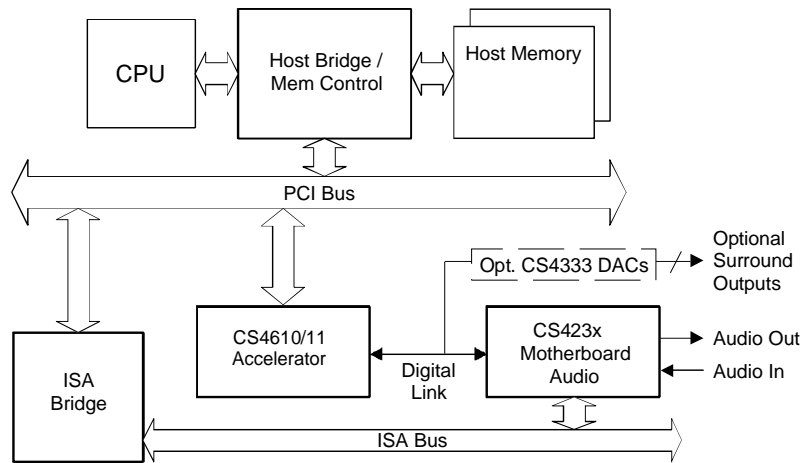 CPU
Host Bridge /
Mem Control
Host Memory
PCI Bus
Opt. CS4333 DACs
Optional
Surround
Outputs
CS4610/11
Accelerator
Digital
Link
CS423x
Motherboard
Audio
Audio Out
Audio In
ISA
Bridge
ISA Bus